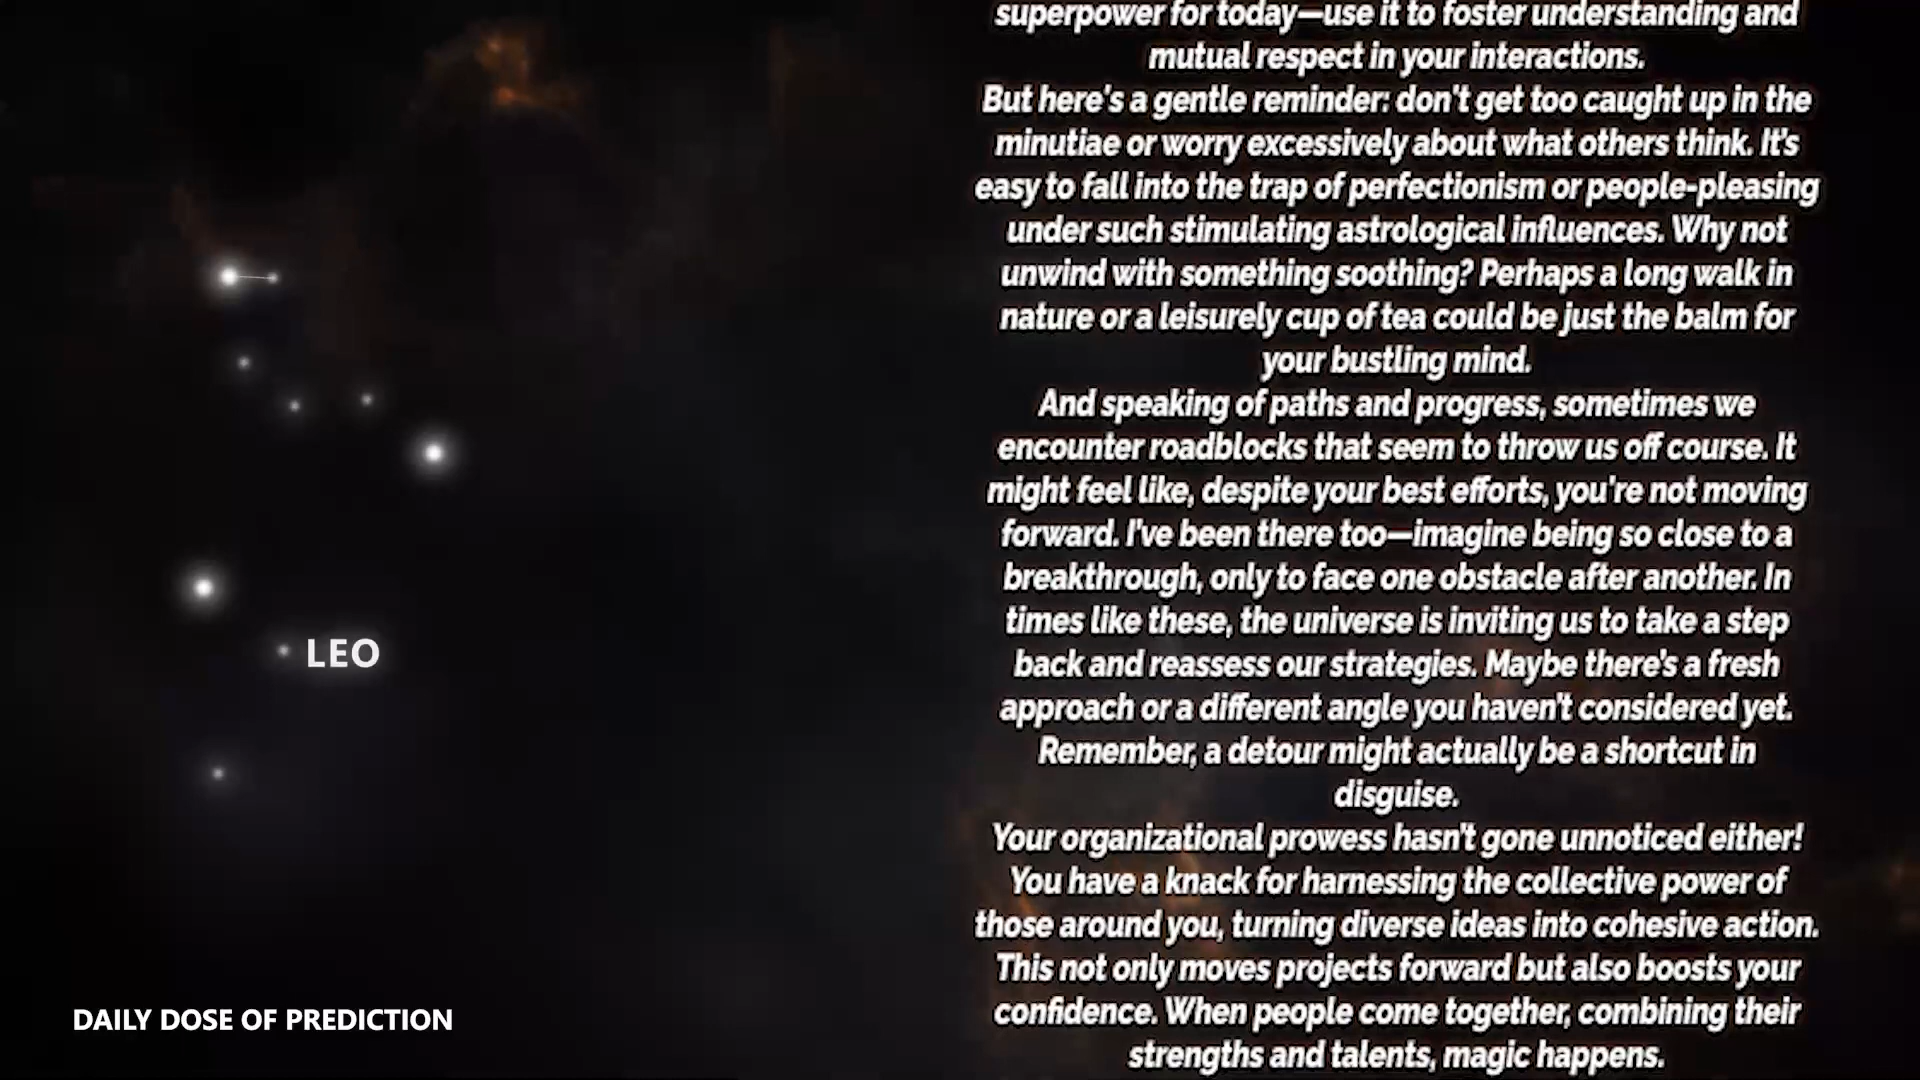 superpower for today—use it to foster understanding and
mutual respect in your interactions.
But here's a gentle reminder: don't get too caught up in the
minutiae or worry excessively about what others think. It's
easy to fall into the trap of perfectionism or people-pleasing
under such stimulating astrological influences. Why not
unwind with something soothing? Perhaps a long walk in
nature or a leisurely cup of tea could be just the balm for
your bustling mind.
And speaking of paths and progress, sometimes we
encounter roadblocks that seem to throw us off course. It
might feel like, despite your best efforts, you're not moving
forward. I've been there too—imagine being so close to a
breakthrough, only to face one obstacle after another. In
times like these, the universe is inviting us to take a step
back and reassess our strategies. Maybe there's a fresh
approach or a different angle you haven't considered yet.
Remember, a detour might actually be a shortcut in
disguise.
Your organizational prowess hasn't gone unnoticed either!
You have a knack for harnessing the collective power of
those around you, turning diverse ideas into cohesive action.
This not only moves projects forward but also boosts your
confidence. When people come together, combining their
strengths and talents, magic happens.
LEO
DAILY DOSE OF PREDICTION